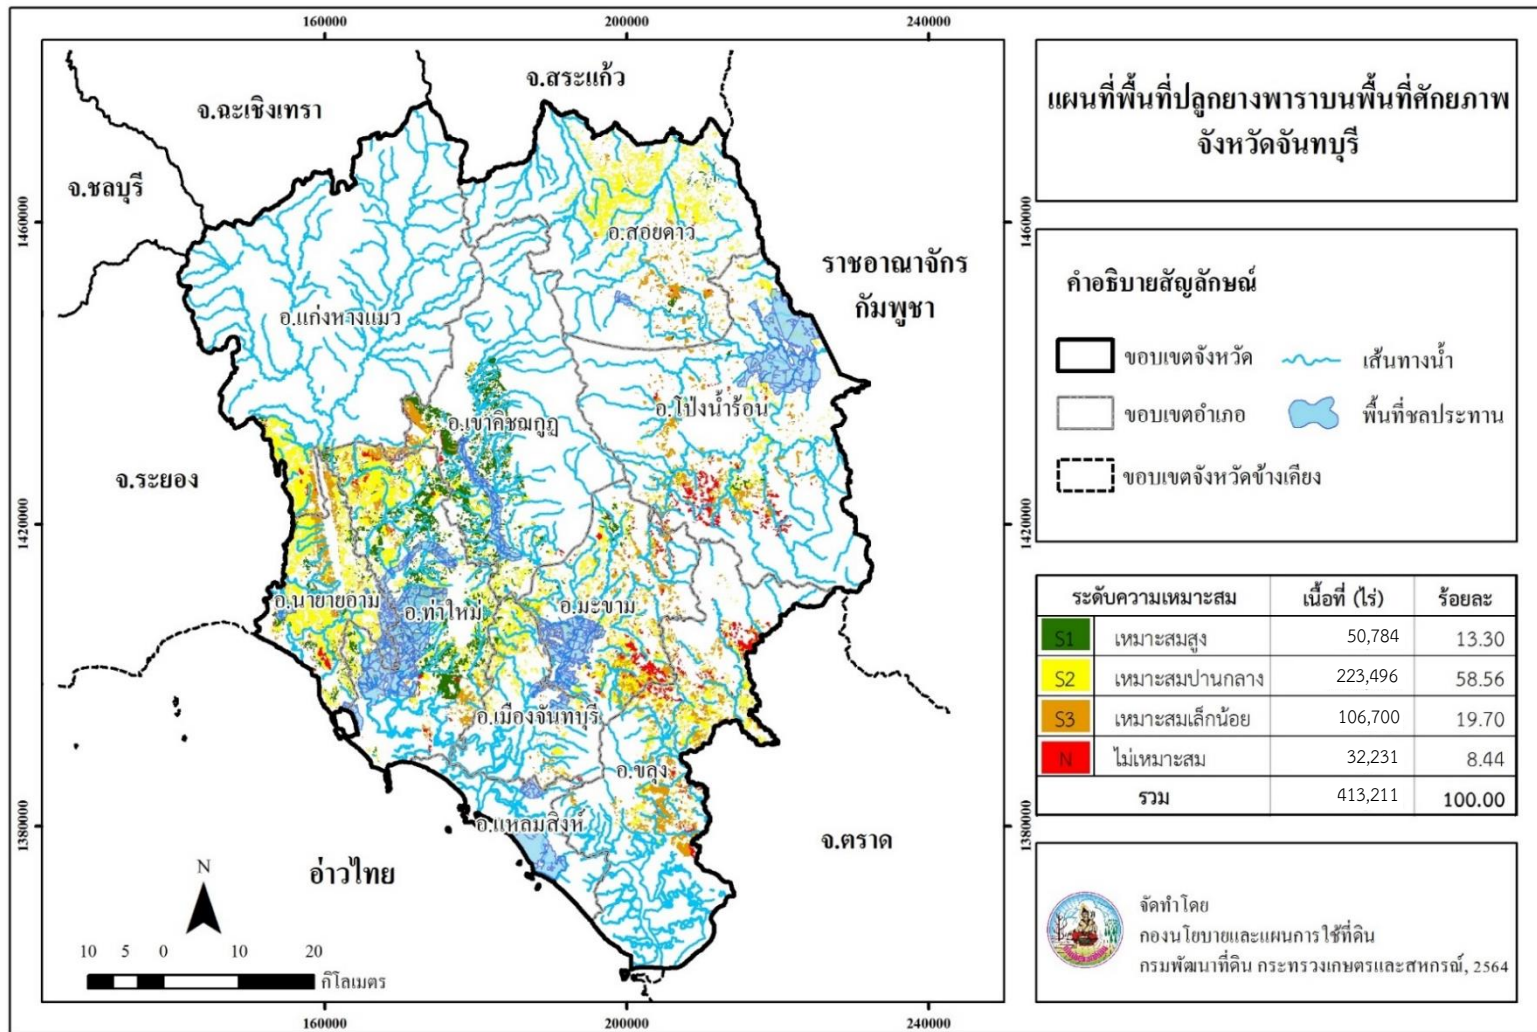 160000 200000 240000
จ.สระแก้ว
จ.ฉะเชิงเทรา
จ.ชลบุรี
1460000 1460000
อ.สอยดาว
ราชอาณาจักร
กัมพูชา
อ.แก่งหางแมว
อ.โป่งน้ำร้อน
อ.เขาคิชฌกูฏ
จ.ระยอง
1420000 1420000
อ.นายายอาม
อ.ท่าใหม่
อ.มะขาม
อ.เมืองจันทบุรี
อ.ขลุง
1380000 1380000
อ.แหลมสิงห์
จ.ตราด
อ่าวไทย
N
10 5 0 10 20
กิโลเมตร
160000 200000 240000
แผนที่พื้นที่ปลูกยางพาราบนพื้นที่ศักยภาพ
จังหวัดจันทบุรี
คำอธิบายสัญลักษณ์
ขอบเขตจังหวัด เส้นทางน้ำ
ขอบเขตอำเภอ พื้นที่ชลประทาน
ขอบเขตจังหวัดข้างเคียง
ระดับความเหมาะสม เนื้อที่ (ไร่) ร้อยละ
S1 เหมาะสมสูง 50,784 13.30
S2 เหมาะสมปานกลาง 223,496 58.56
S3 เหมาะสมเล็กน้อย 106,700 19.70
N ไม่เหมาะสม 32,231 8.44
รวม 413,211 100.00
จัดทำโดย
กองนโยบายและแผนการใช้ที่ดิน
กรมพัฒนาที่ดิน กระทรวงเกษตรและสหกรณ์, 2564